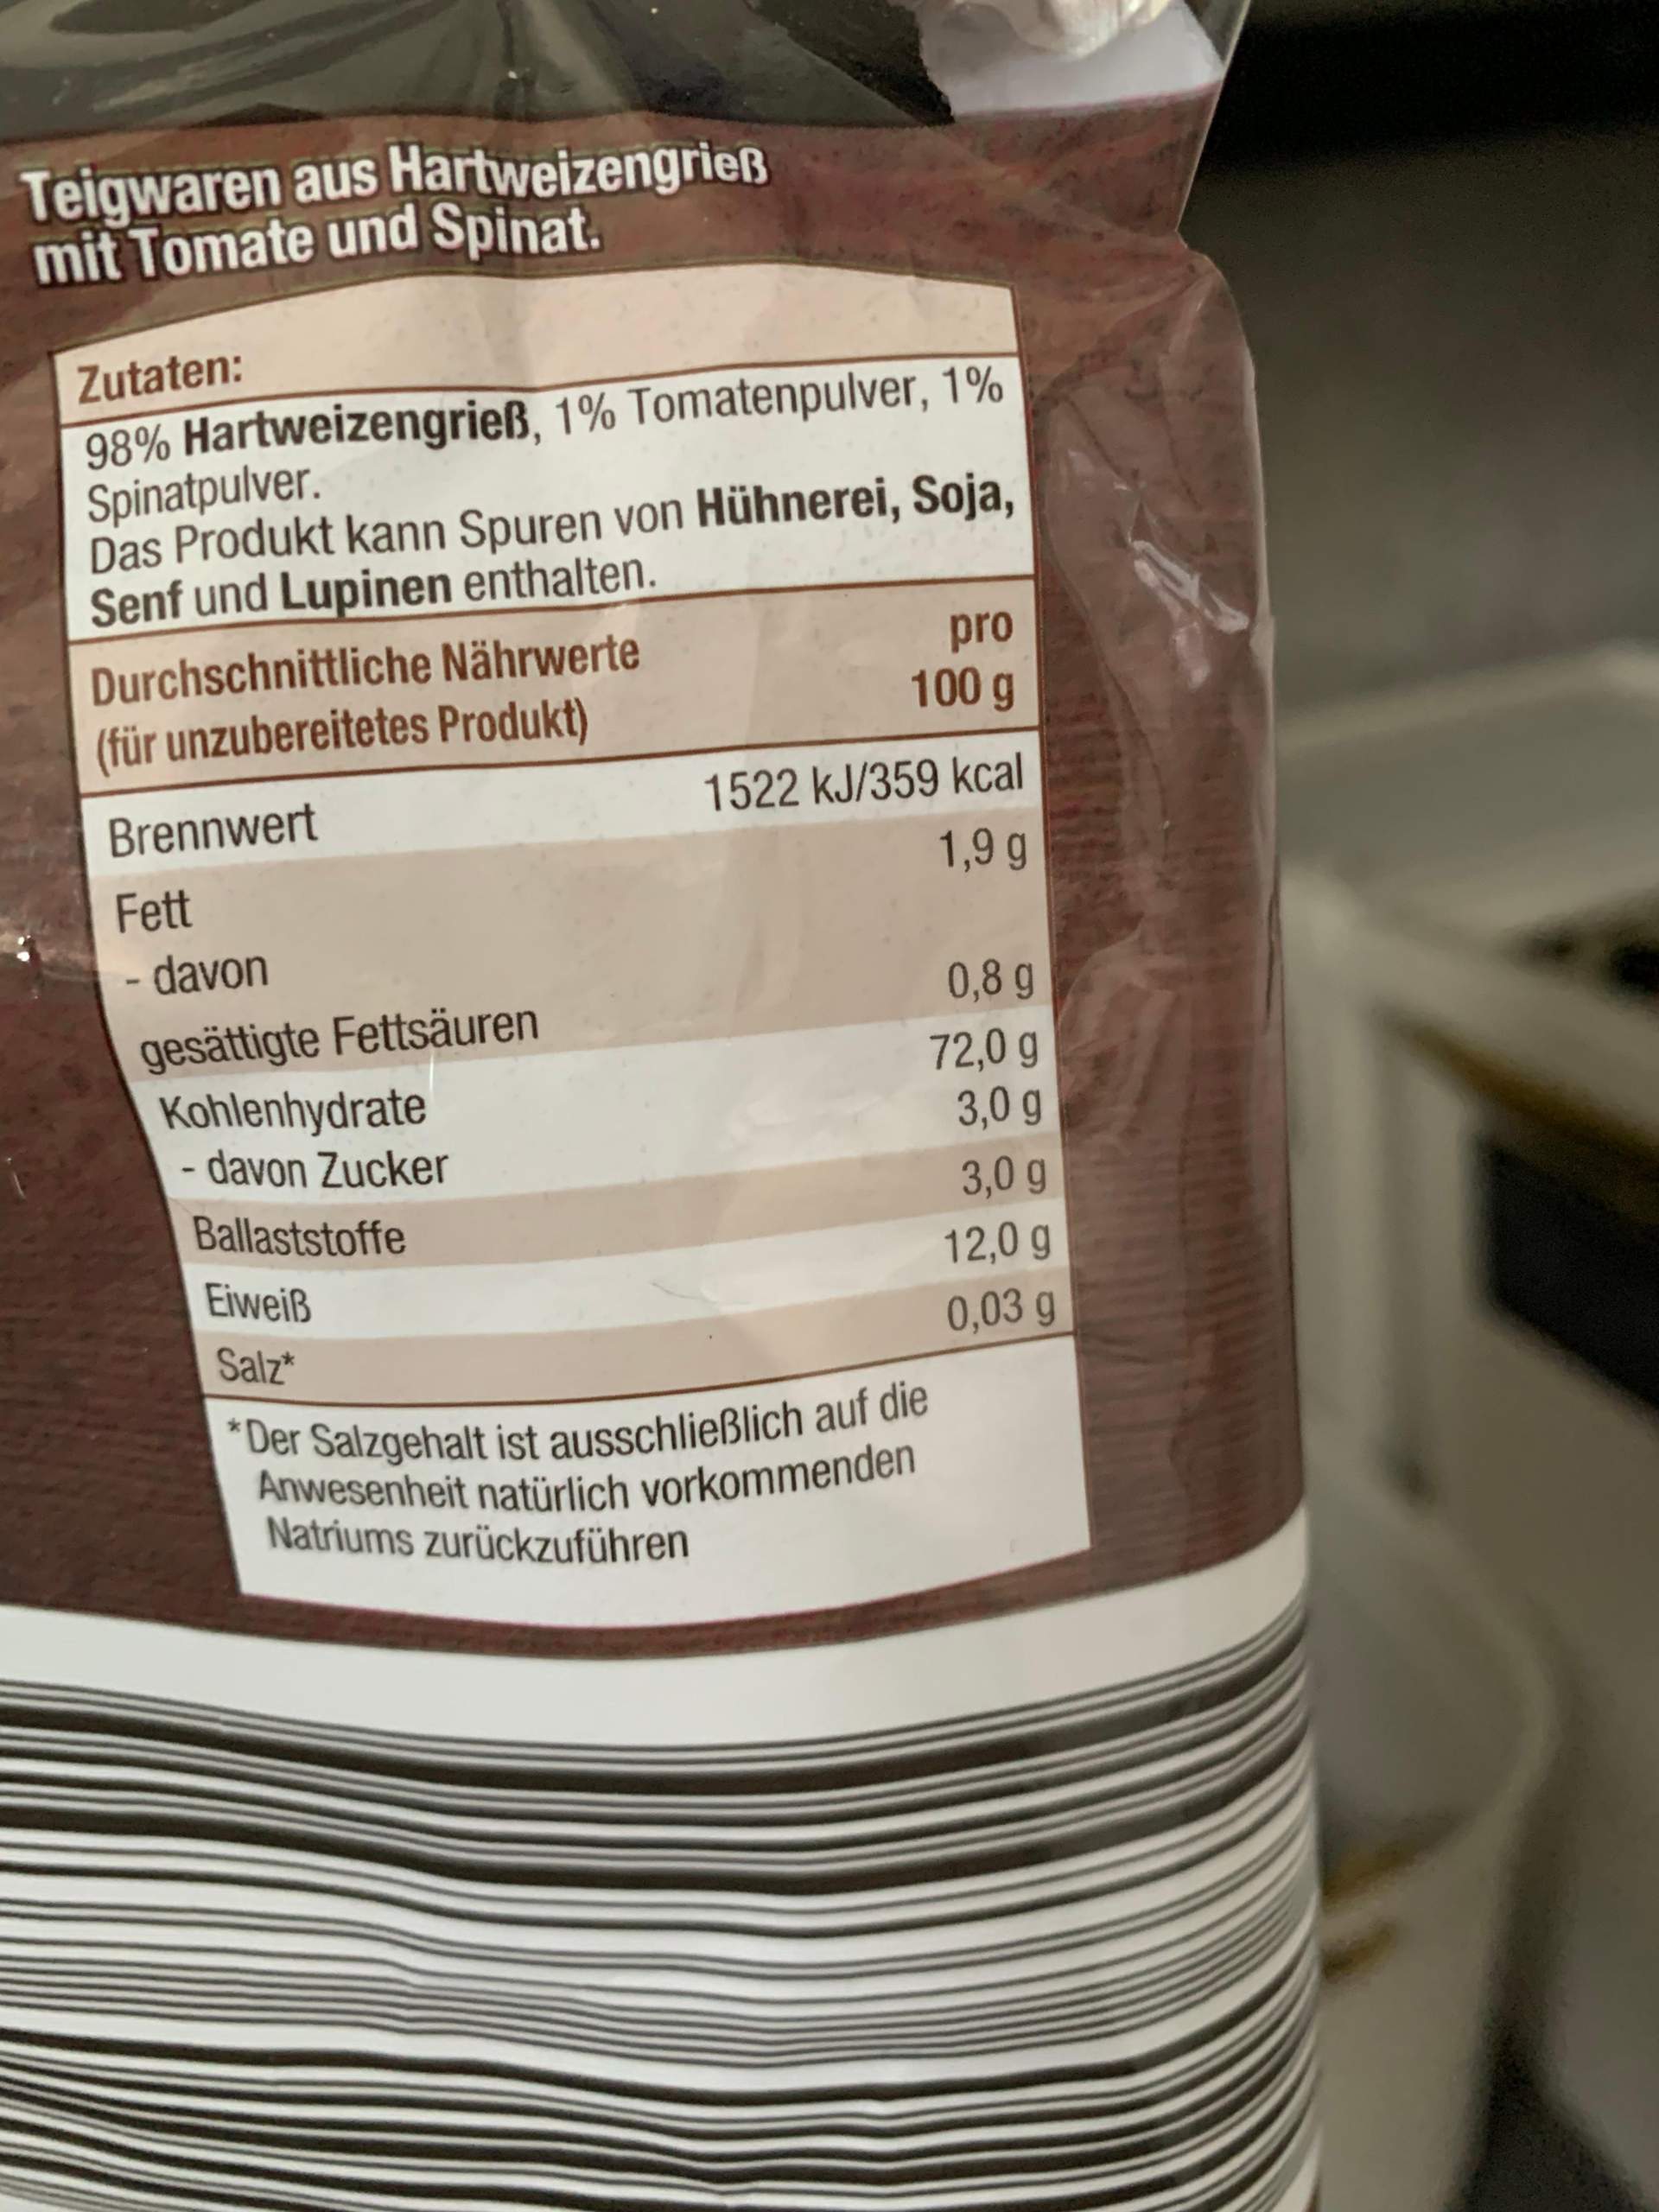 Teigwaren aus Hartweizengrieß
mit Tomate und Spinat.
Zutaten:
98% Hartweizengrieß, 1% Tomatenpulver, 1%
Spinatpulver.
Das Produkt kann Spuren von Hühnerei, Soja,
Senf und Lupinen enthalten.
Durchschnittliche Nährwerte pro
(für unzubereitetes Produkt) 100 g
Brennwert 1522 kJ/359 kcal
Fett 1,9 g
- davon
gesättigte Fettsäuren 0,8 g
Kohlenhydrate 72,0 g
- davon Zucker 3,0 g
Ballaststoffe 3,0 g
Eiweiß 12,0 g
Salz* 0,03 g
*Der Salzgehalt ist ausschließlich auf die
Anwesenheit natürlich vorkommenden
Natriums zurückzuführen